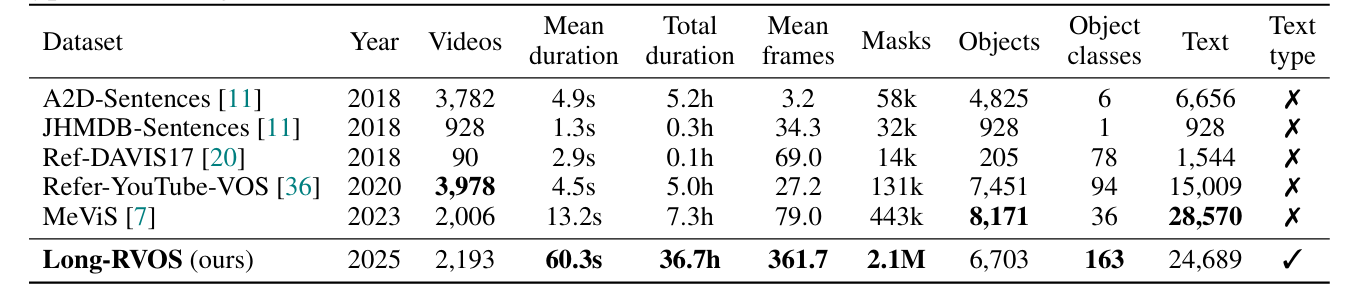 Dataset Year Videos Mean duration Total duration Mean frames Masks Objects Object classes Text Text type
A2D-Sentences [11] 2018 3,782 4.9s 5.2h 3.2 58k 4,825 6 6,656 ✗
JHMDB-Sentences [11] 2018 928 1.3s 0.3h 34.3 32k 928 1 928 ✗
Ref-DAVIS17 [20] 2018 90 2.9s 0.1h 69.0 14k 205 78 1,544 ✗
Refer-YouTube-VOS [36] 2020 3,978 4.5s 5.0h 27.2 131k 7,451 94 15,009 ✗
MeViS [7] 2023 2,006 13.2s 7.3h 79.0 443k 8,171 36 28,570 ✗
Long-RVOS (ours) 2025 2,193 60.3s 36.7h 361.7 2.1M 6,703 163 24,689 ✓